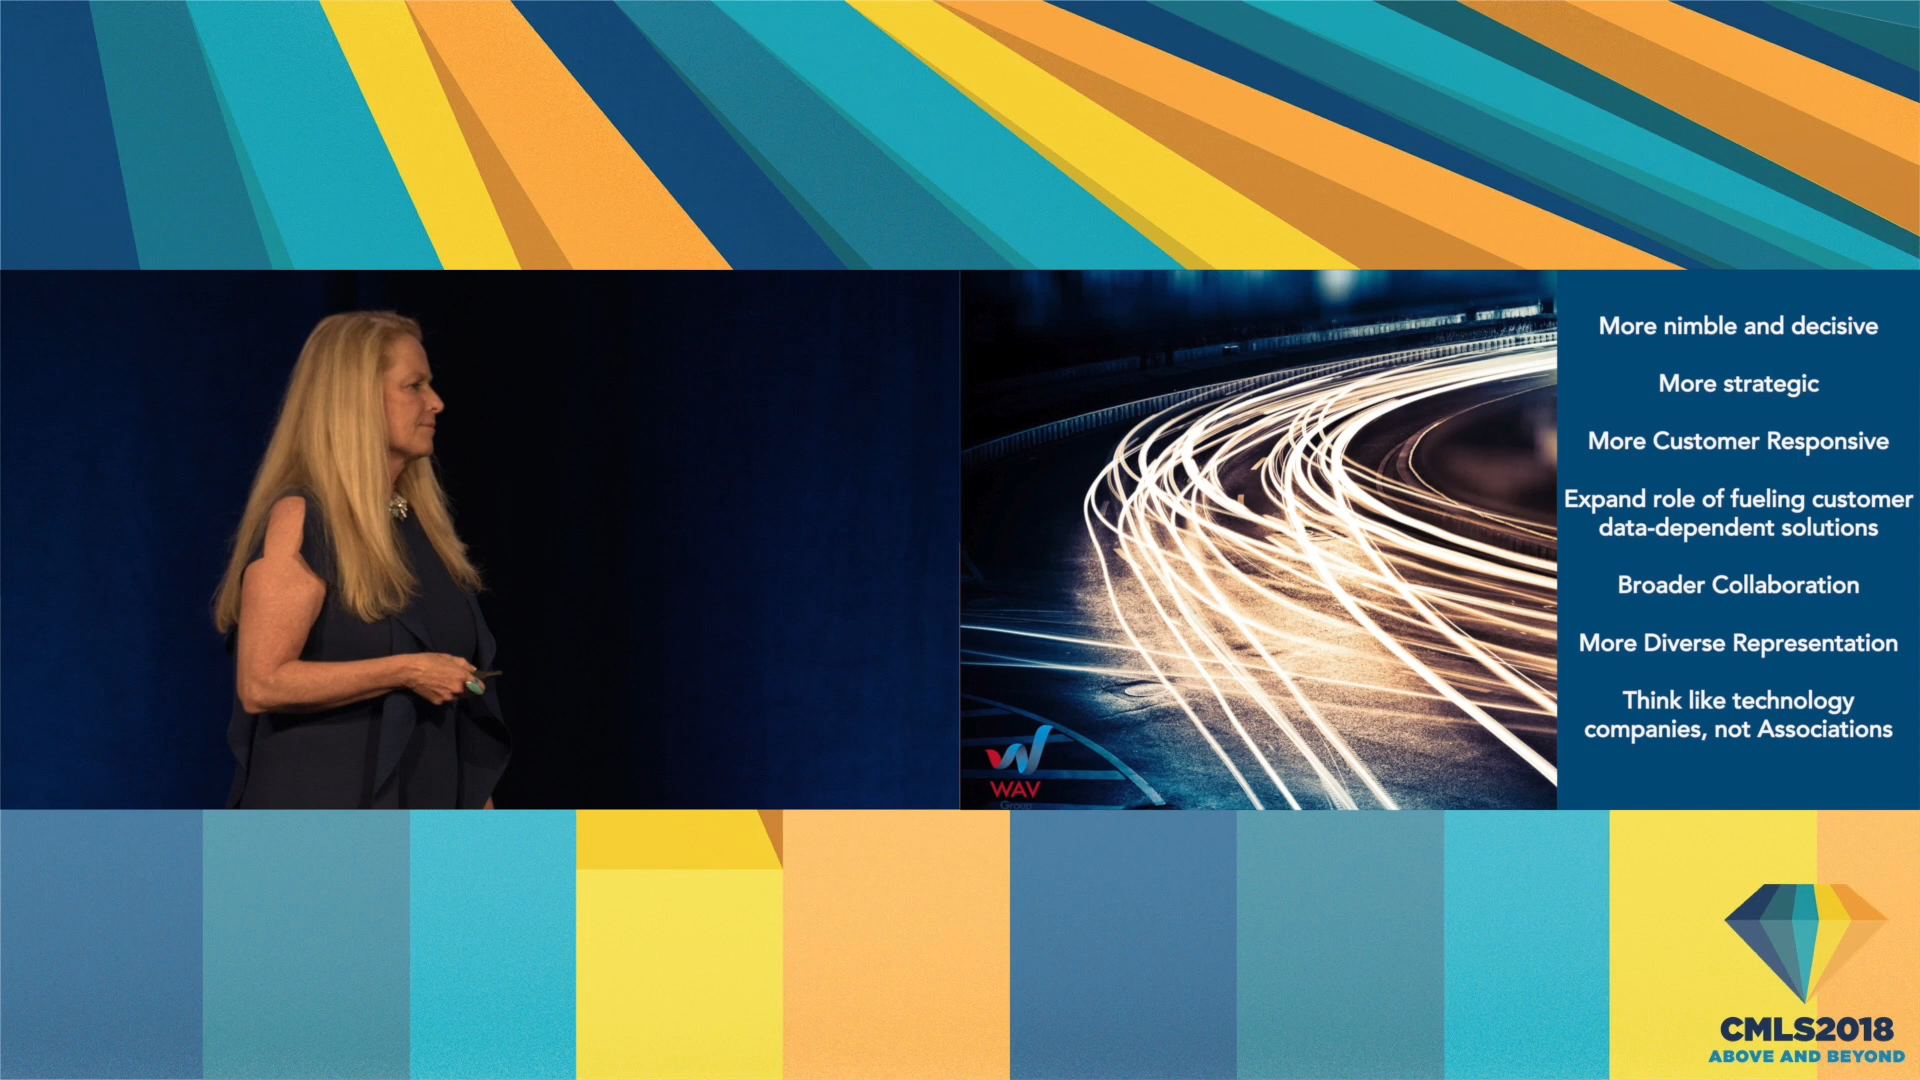 More nimble and decisive
More strategic
More Customer Responsive
Expand role of fueling customer
data-dependent solutions
Broader Collaboration
More Diverse Representation
Think like technology
companies, not Associations
WAV
Group
CMLS2018
ABOVE AND BEYOND